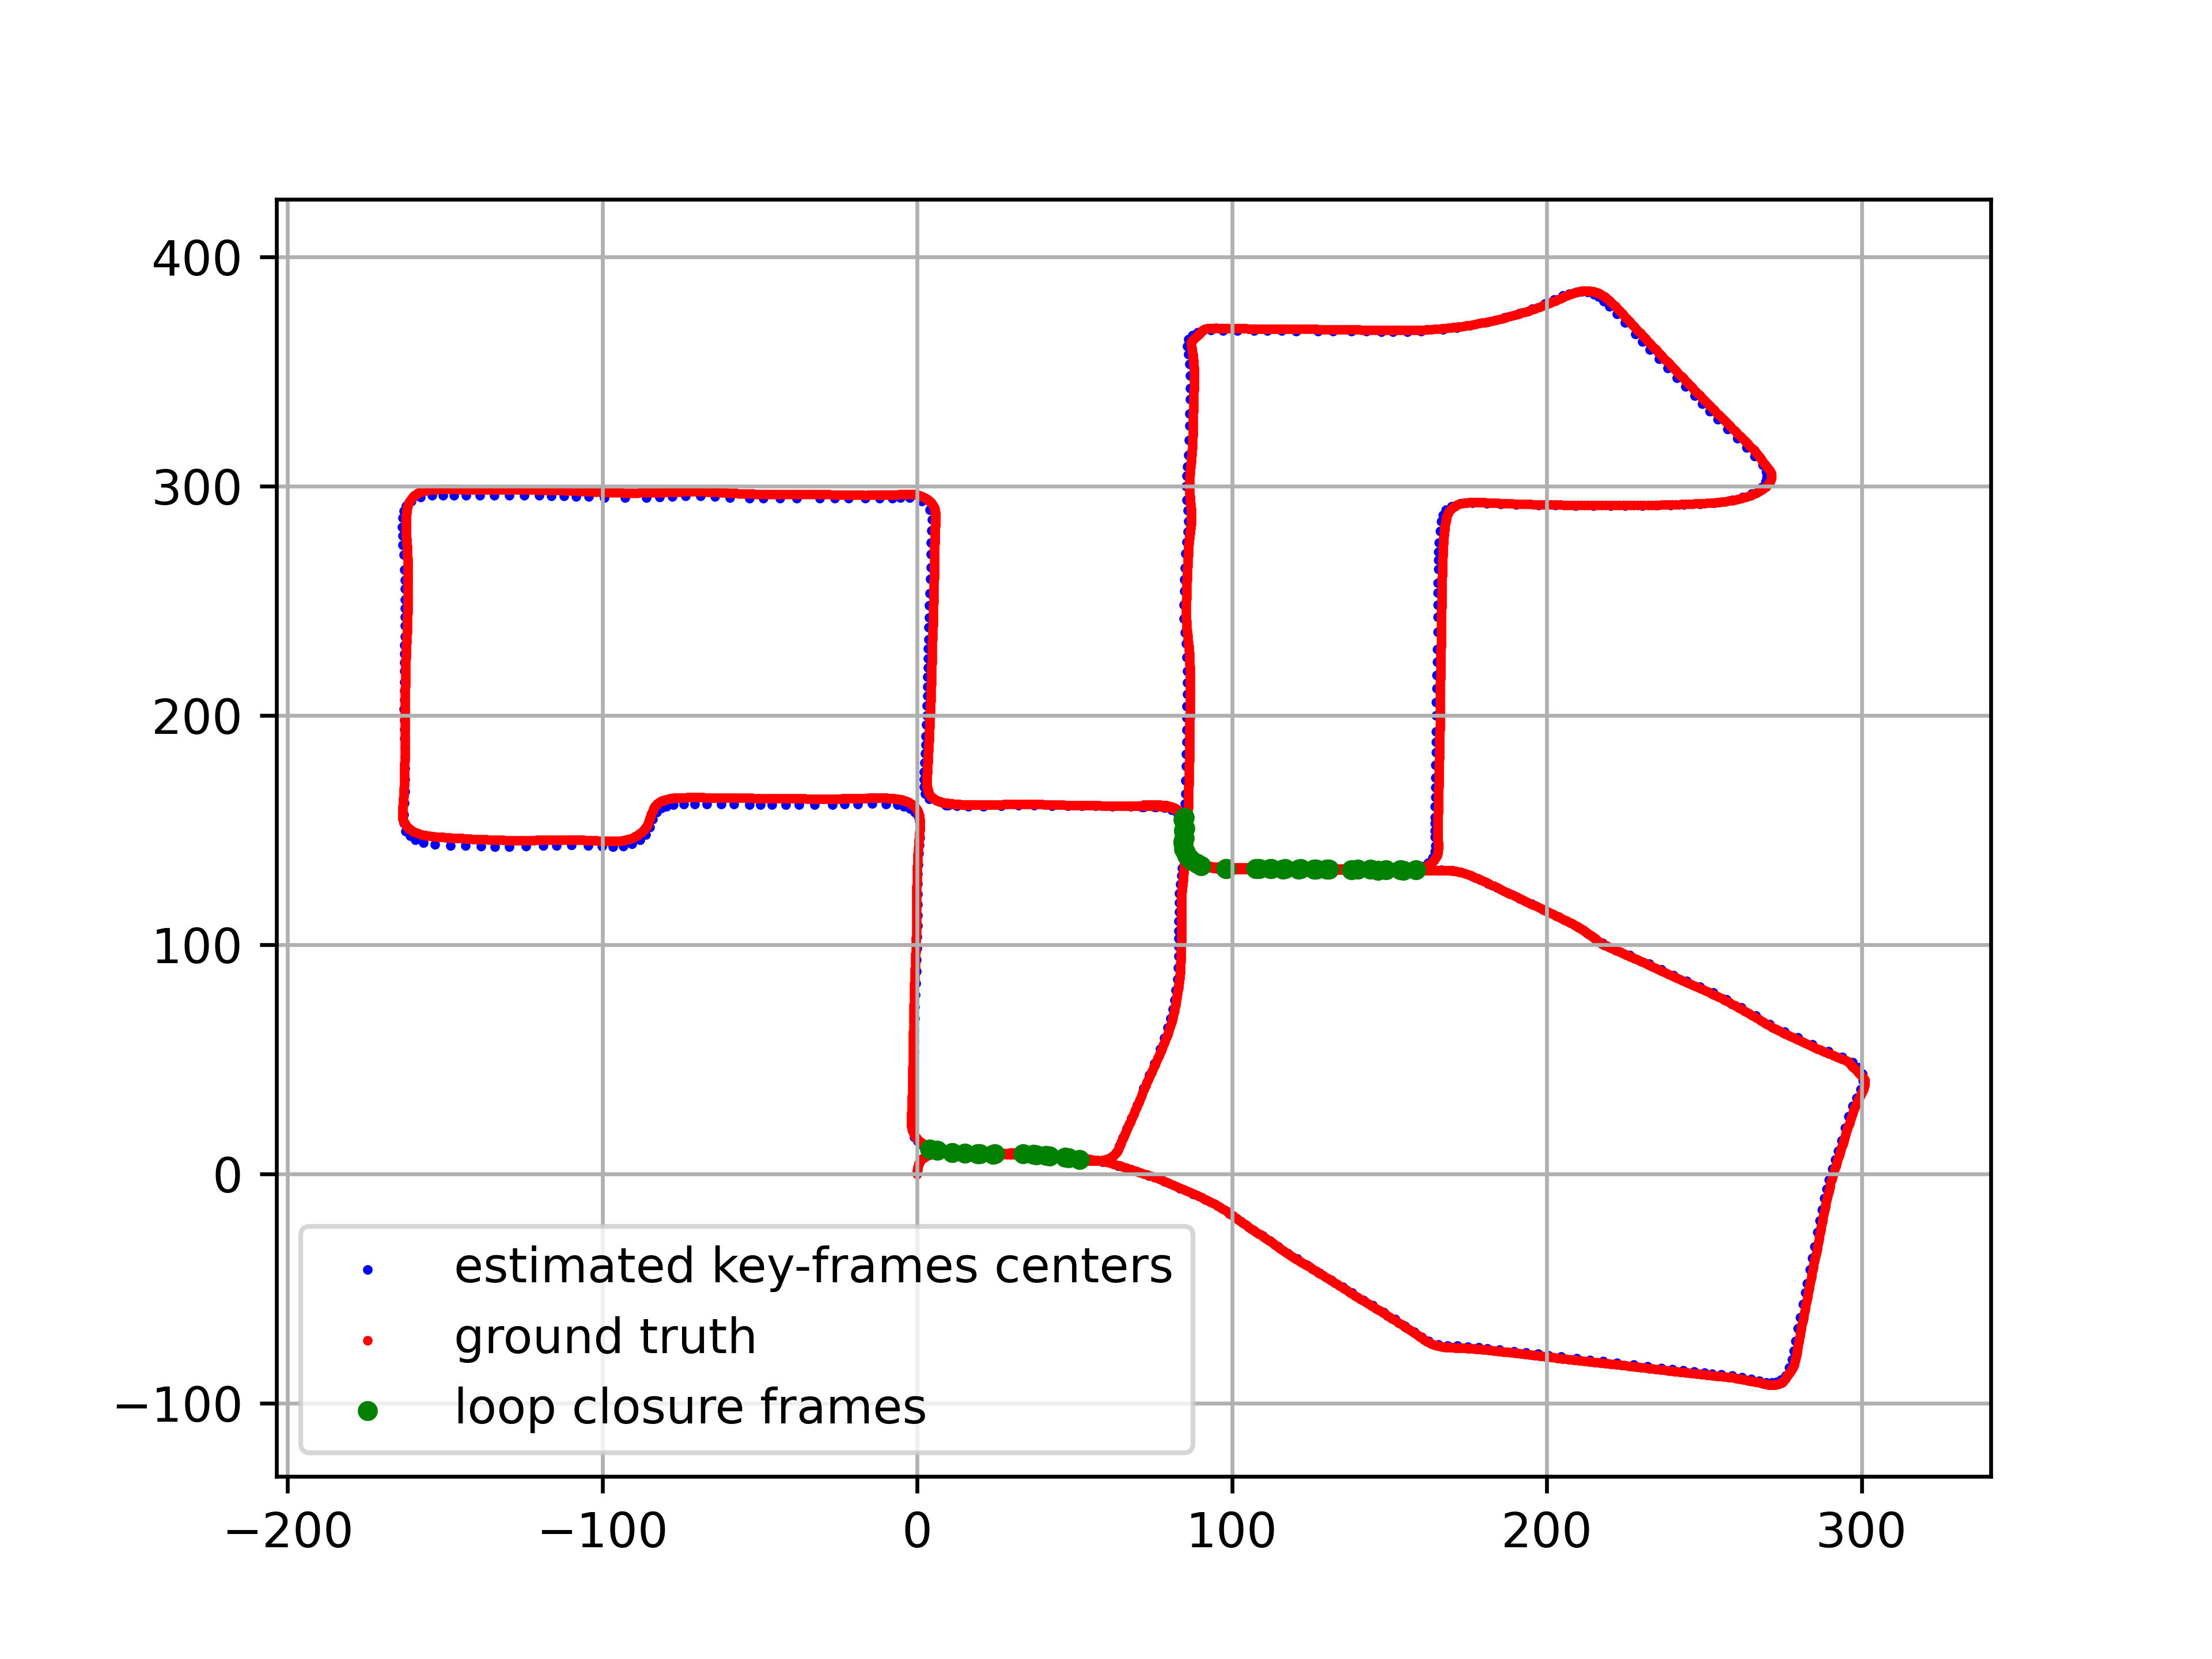 400
300
200
100
0
−100
estimated key-frames centers
ground truth
loop closure frames
−200 −100 0 100 200 300